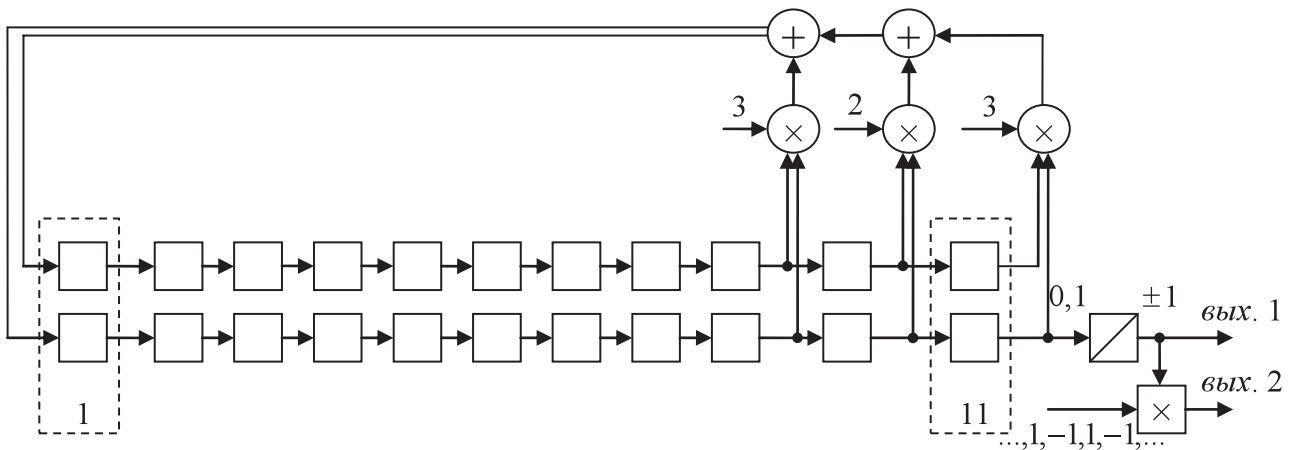 + +
3 × 2 × 3 ×
0,1 ±1 вых. 1
1 11 × вых. 2
...,1,−1,1,−1,...